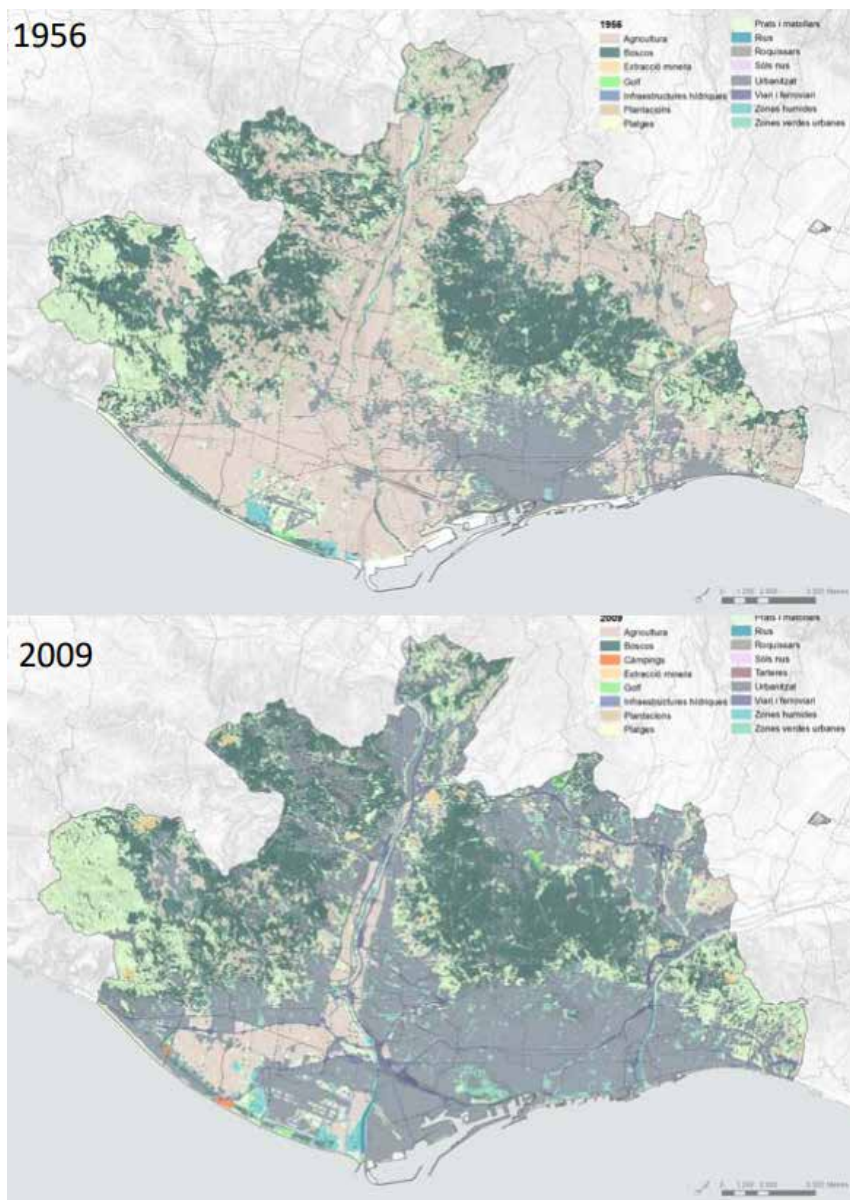 1956
1956
Agricultura
Boscos
Extracció minera
Golf
Infraestructures hídriques
Plantacions
Platges
Prats i matollars
Rius
Roquissars
Sòls nus
Urbanitzat
Viari i ferroviari
Zones humides
Zones verdes urbanes
2009
2009
Agricultura
Boscos
Càmpings
Extracció minera
Golf
Infraestructures hídriques
Plantacions
Platges
Prats i matollars
Rius
Roquissars
Sòls nus
Tarteres
Urbanitzat
Viari i ferroviari
Zones humides
Zones verdes urbanes